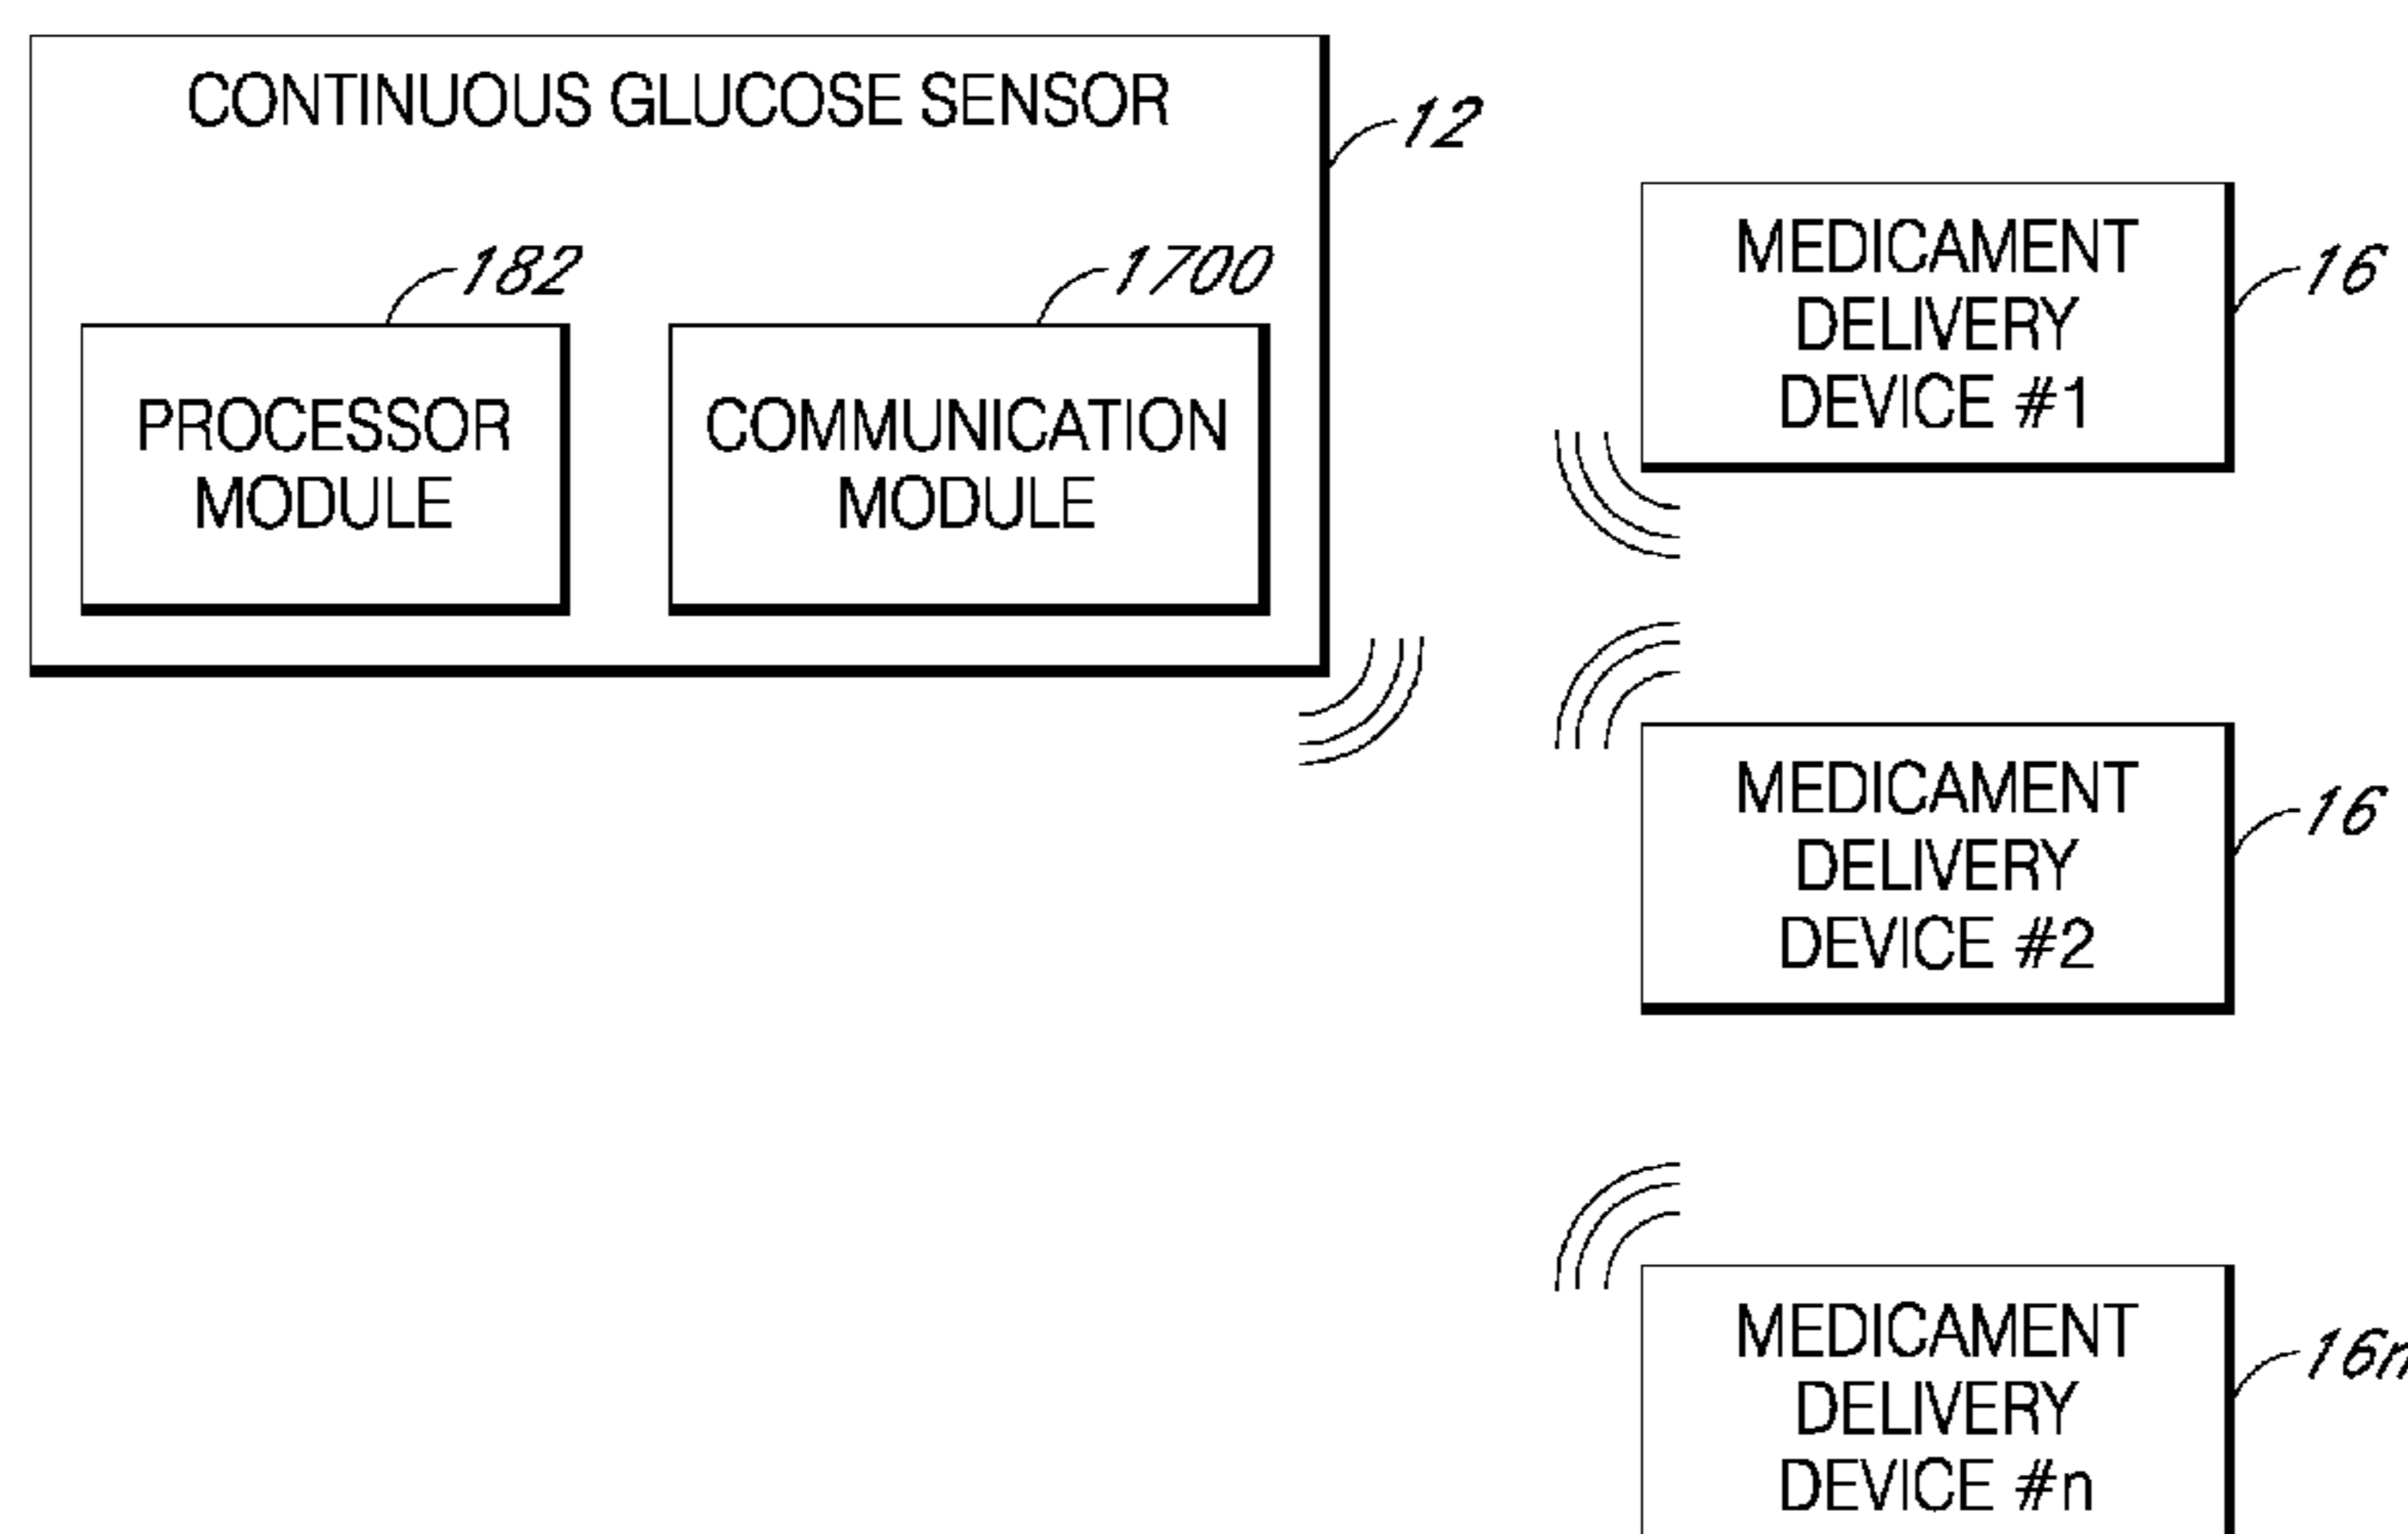 CONTINUOUS GLUCOSE SENSOR
12
182
1700
PROCESSOR
MODULE
COMMUNICATION
MODULE
MEDICAMENT
DELIVERY
DEVICE #1
16
MEDICAMENT
DELIVERY
DEVICE #2
16
MEDICAMENT
DELIVERY
DEVICE #n
16n